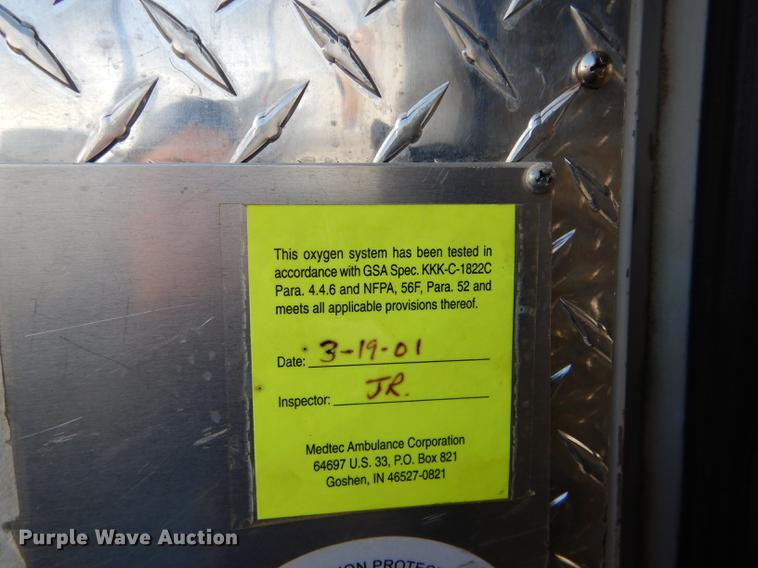 This oxygen system has been tested in
accordance with GSA Spec. KKK-C-1822C
Para. 4.4.6 and NFPA, 56F, Para. 52 and
meets all applicable provisions thereof.
Date: 3-19-01
Inspector: JR.
Medtec Ambulance Corporation
64697 U.S. 33, P.O. Box 821
Goshen, IN 46527-0821
Purple Wave Auction